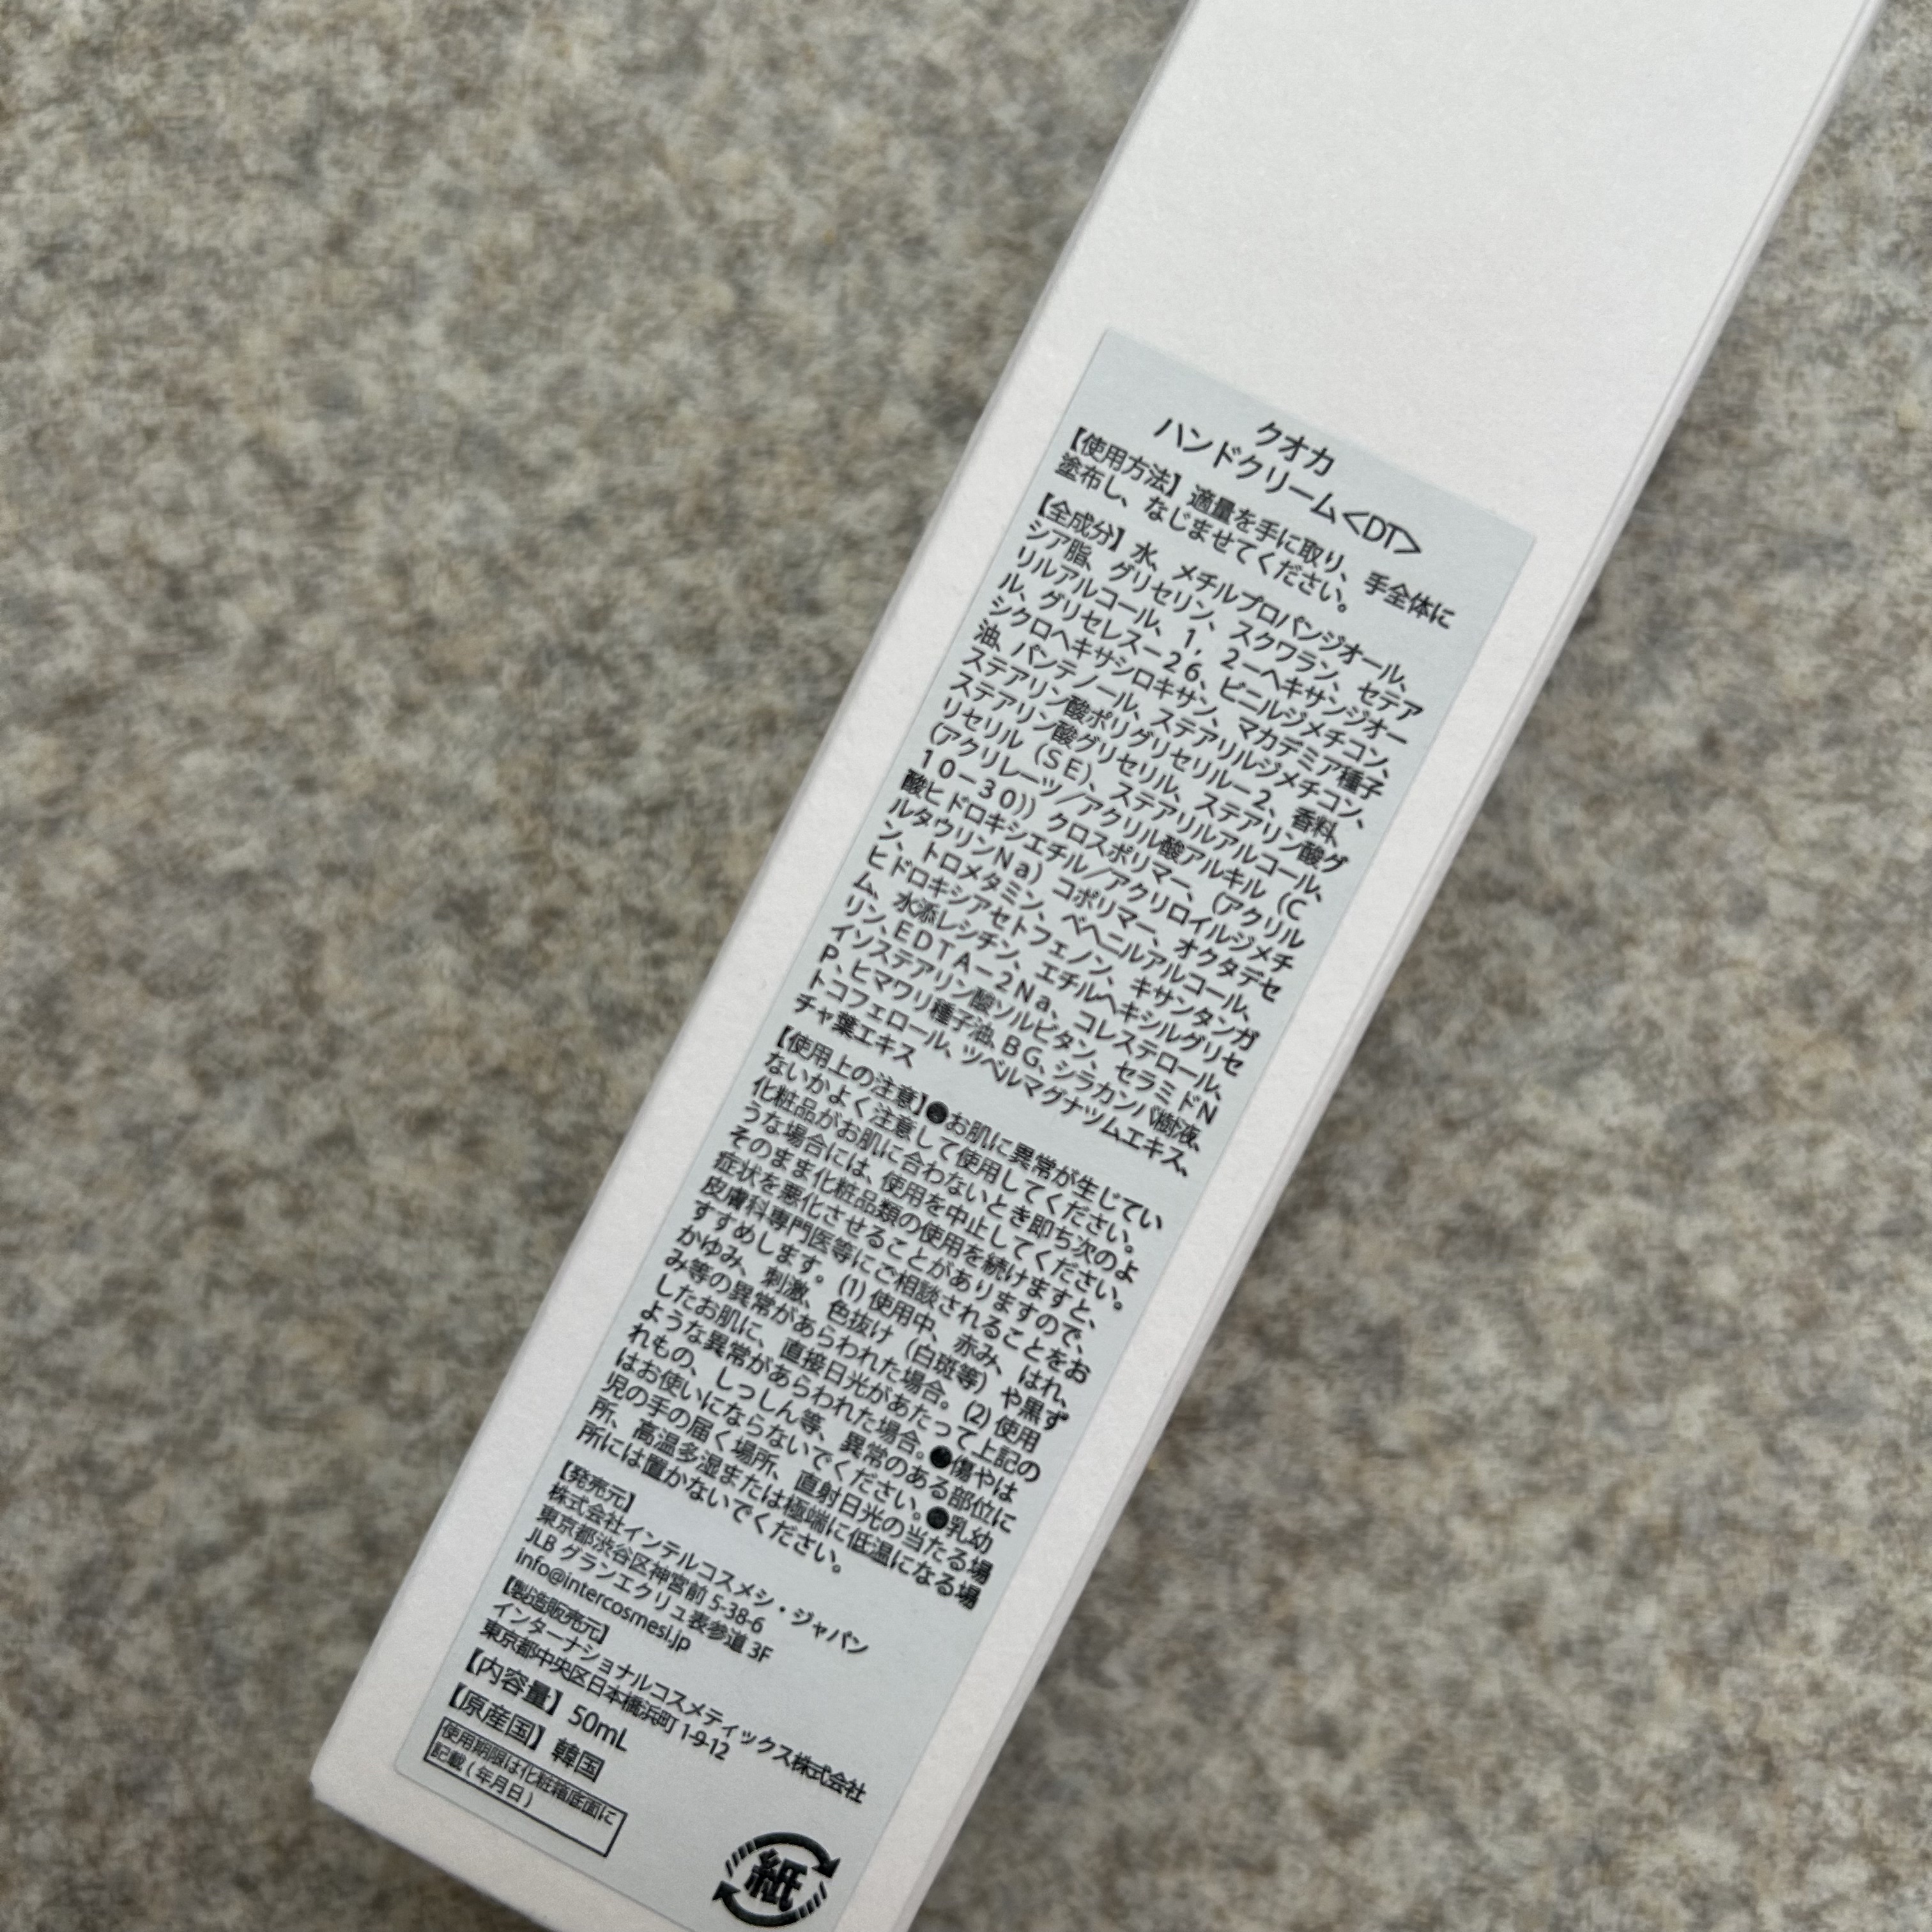 クオカ
ハンドクリーム<DT>
【使用方法】適量を手に取り、手全体に
塗布し、なじませてください。
【全成分】水、メチルプロパンジオール、
シア脂、グリセリン、スクワラン、セテア
リルアルコール、1，2－ヘキサンジオー
ル、グリセレス－26、ビニルジメチコン、
シクロヘキサシロキサン、マカデミア種子
油、パンテノール、ステアリルジメチコン、
ステアリン酸ポリグリセリル－2、香料、
ステアリン酸グリセリル、ステアリン酸グ
リセリル（SE）、ステアリルアルコール、
（アクリレーツ／アクリル酸アルキル（C
10－30））クロスポリマー、（アクリル
酸ヒドロキシエチル／アクリロイルジメチ
ルタウリンNa）コポリマー、オクタデセ
ン、トロメタミン、ベヘニルアルコール、
ヒドロキシアセトフェノン、キサンタンガ
ム、水添レシチン、エチルヘキシルグリセ
リン、EDTA－2Na、コレステロール、
イソステアリン酸ソルビタン、セラミドN
P、ヒマワリ種子油、BG、シラカンバ樹液、
トコフェロール、ツベルマグナツムエキス、
チャ葉エキス
【使用上の注意】●お肌に異常が生じてい
ないかよく注意して使用してください。
化粧品がお肌に合わないとき即ち次のよ
うな場合には、使用を中止してください。
そのまま化粧品類の使用を続けますと、
症状を悪化させることがありますので、
皮膚科専門医等にご相談されることをお
すすめします。(1) 使用中、赤み、はれ、
かゆみ、刺激、色抜け（白斑等）や黒ず
み等の異常があらわれた場合。(2) 使用
したお肌に、直接日光があたって上記の
ような異常があらわれた場合。●傷やは
れもの、しっしん等、異常のある部位に
はお使いにならないでください。●乳幼
児の手の届く場所、直射日光の当たる場
所、高温多湿または極端に低温になる場
所には置かないでください。
【発売元】
株式会社インテルコスメシ・ジャパン
東京都渋谷区神宮前 5-38-6
JLB グランエクリュ表参道 3F
info@intercosmesi.jp
【製造販売元】
インターナショナルコスメティックス株式会社
東京都中央区日本橋浜町 1-9-12
【内容量】50mL
【原産国】韓国
使用期限は化粧箱底面に
記載 ( 年月日 )
紙